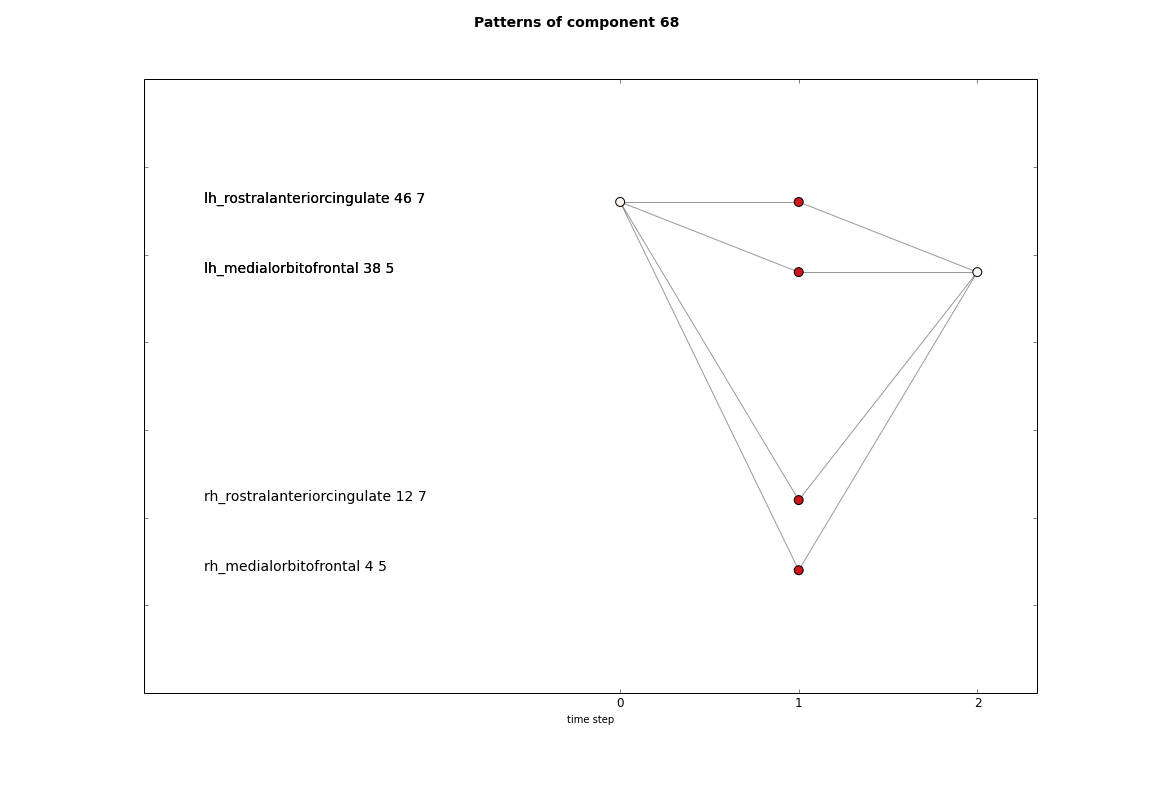 Patterns of component 68
lh_rostralanteriorcingulate 46 7
lh_medialorbitofrontal 38 5
rh_rostralanteriorcingulate 12 7
rh_medialorbitofrontal 4 5
0 1 2
time step